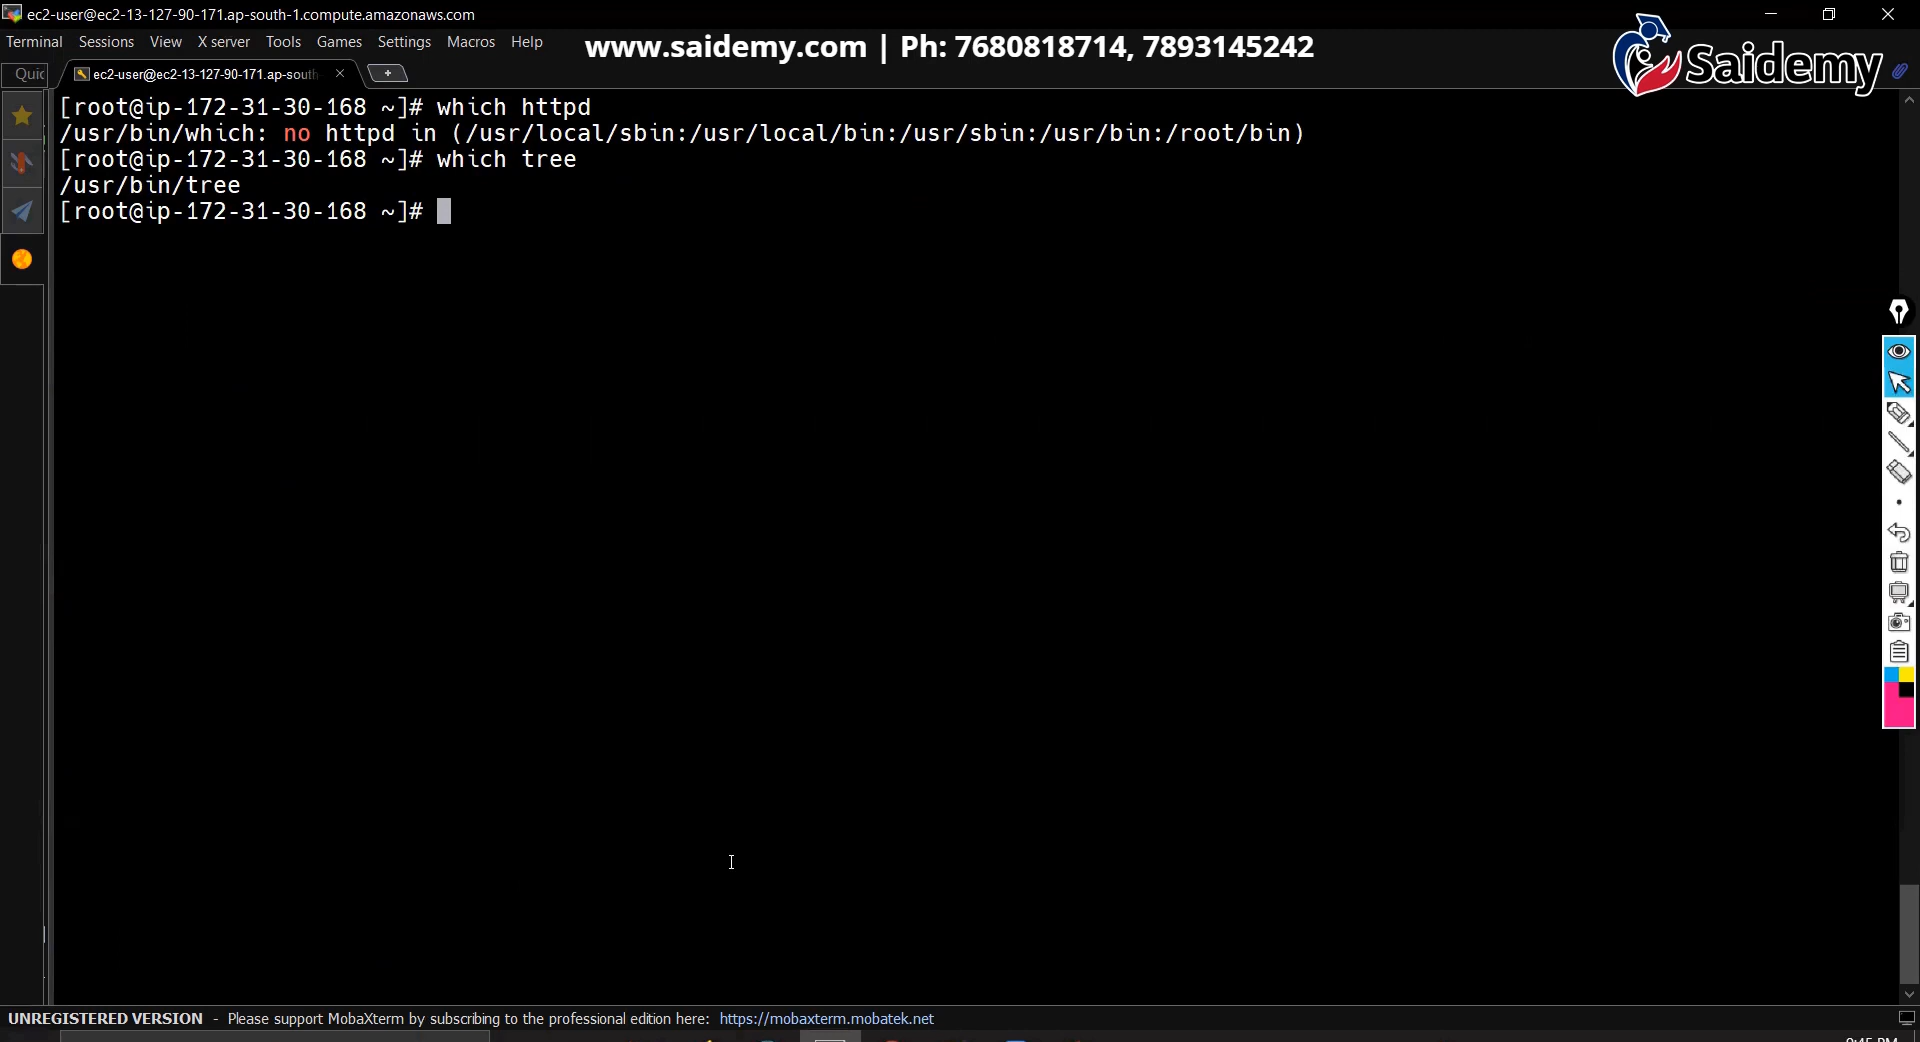 ec2-user@ec2-13-127-90-171.ap-south-1.compute.amazonaws.com
Terminal Sessions View X server Tools Games Settings Macros Help
www.saidemy.com | Ph: 7680818714, 7893145242
Saidemy
Quic
ec2-user@ec2-13-127-90-171.ap-south-
[root@ip-172-31-30-168 ~]# which httpd
/usr/bin/which: no httpd in (/usr/local/sbin:/usr/local/bin:/usr/sbin:/usr/bin:/root/bin)
[root@ip-172-31-30-168 ~]# which tree
/usr/bin/tree
[root@ip-172-31-30-168 ~]#
UNREGISTERED VERSION - Please support MobaXterm by subscribing to the professional edition here: https://mobaxterm.mobatek.net